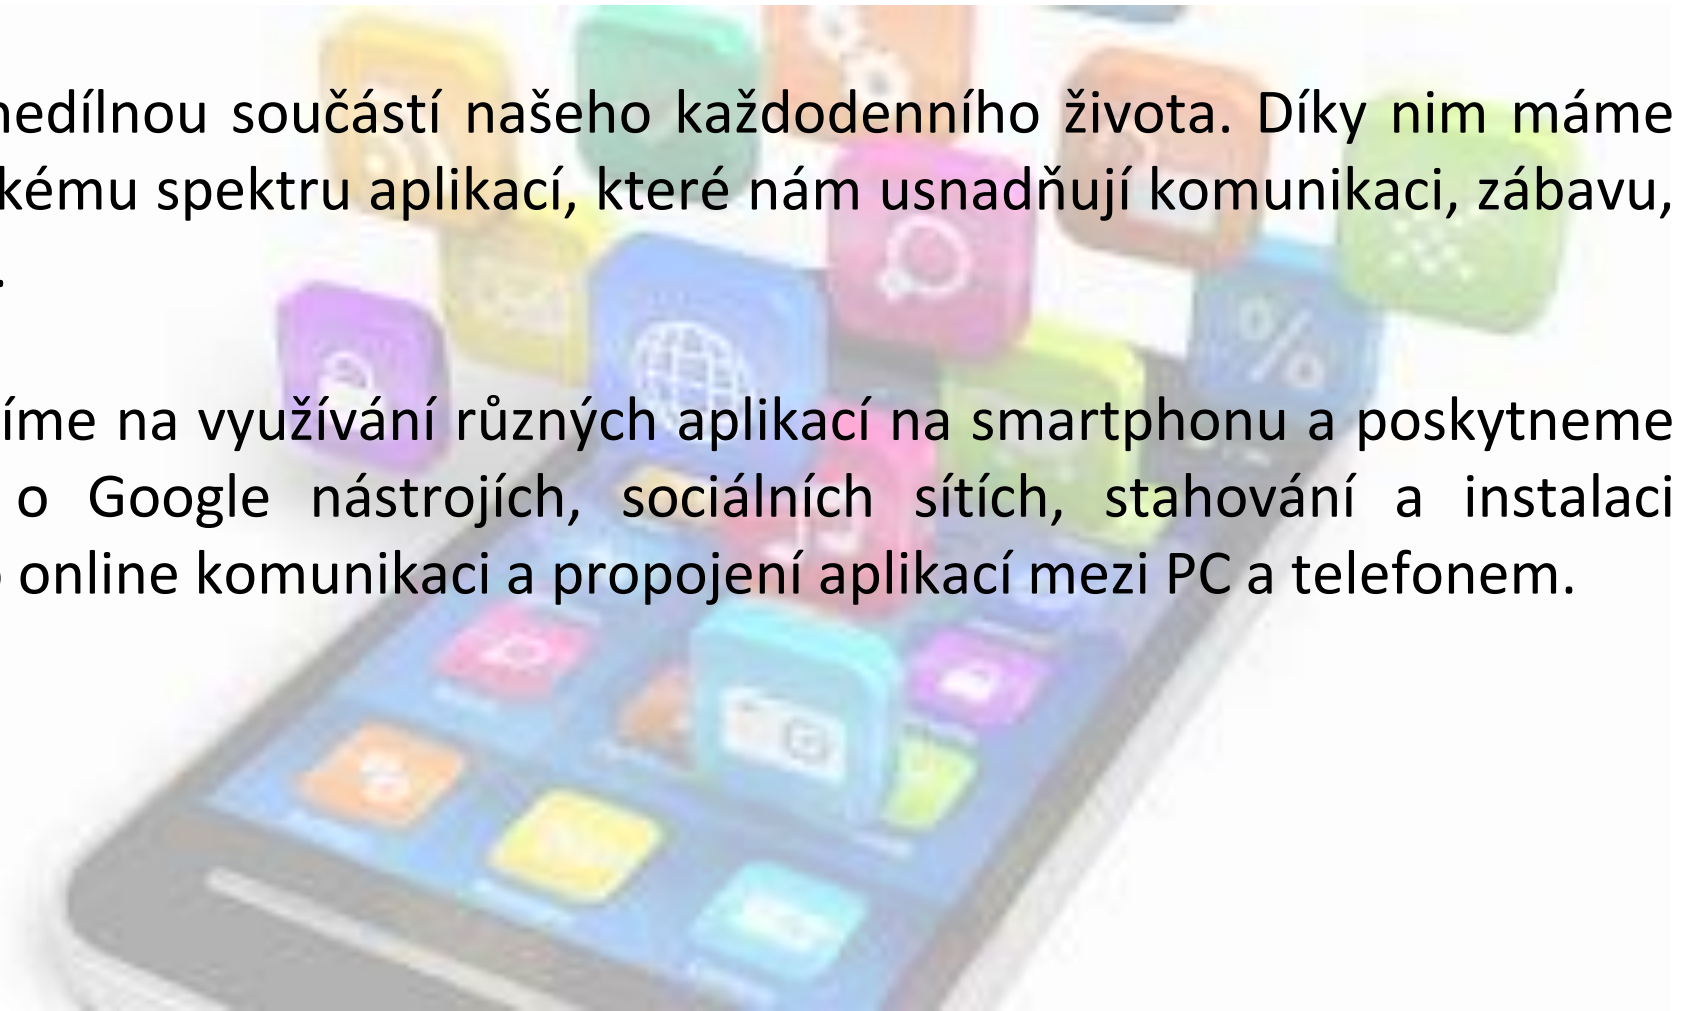 nedílnou součástí našeho každodenního života. Díky nim máme
kému spektru aplikací, které nám usnadňují komunikaci, zábavu,
.
íme na využívání různých aplikací na smartphonu a poskytneme
o Google nástrojích, sociálních sítích, stahování a instalaci
online komunikaci a propojení aplikací mezi PC a telefonem.